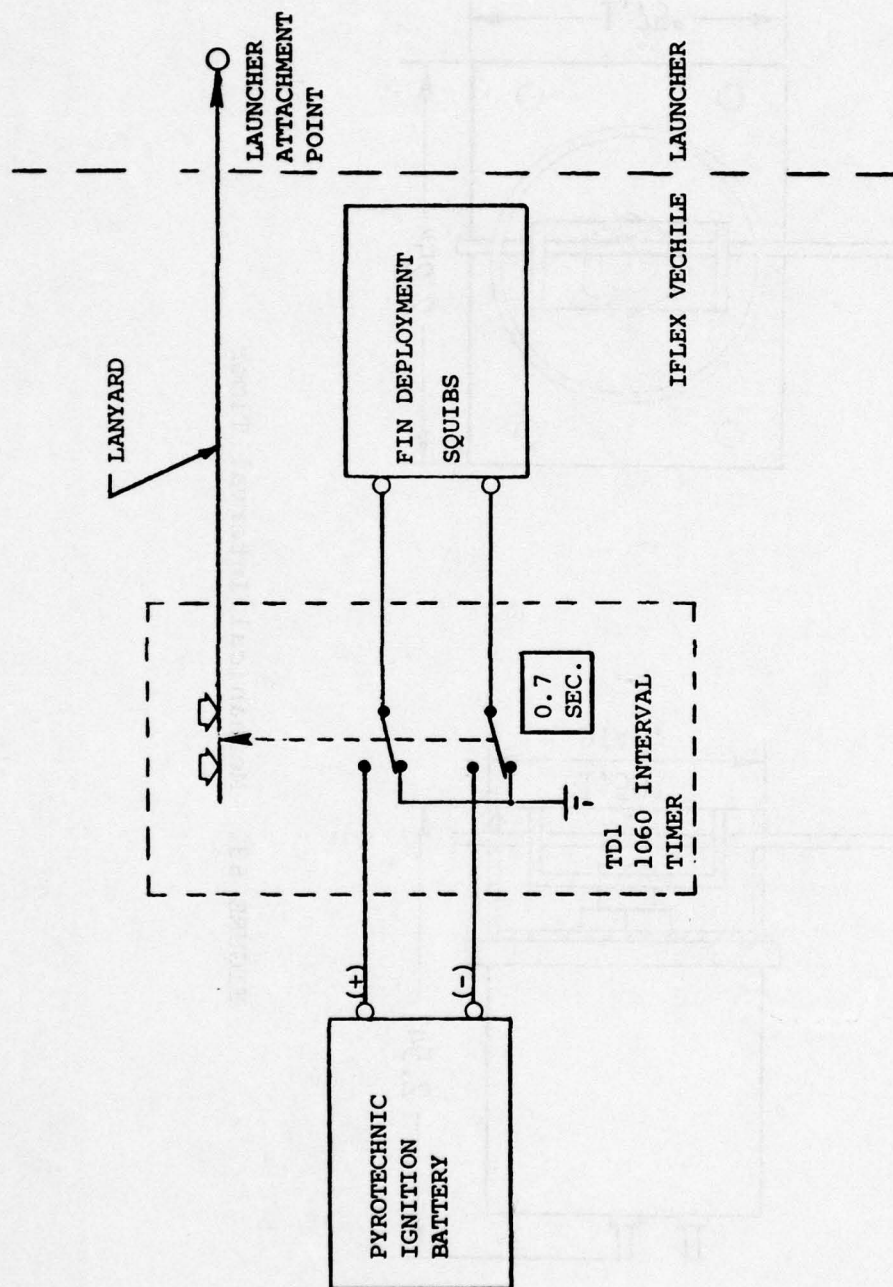 LANYARD
LAUNCHER
ATTACHMENT
POINT
PYROTECHNIC
IGNITION
BATTERY
(+)
(-)
0.7
SEC.
TD1
1060 INTERVAL
TIMER
FIN DEPLOYMENT
SQUIBS
IFLEX VECHILE
LAUNCHER